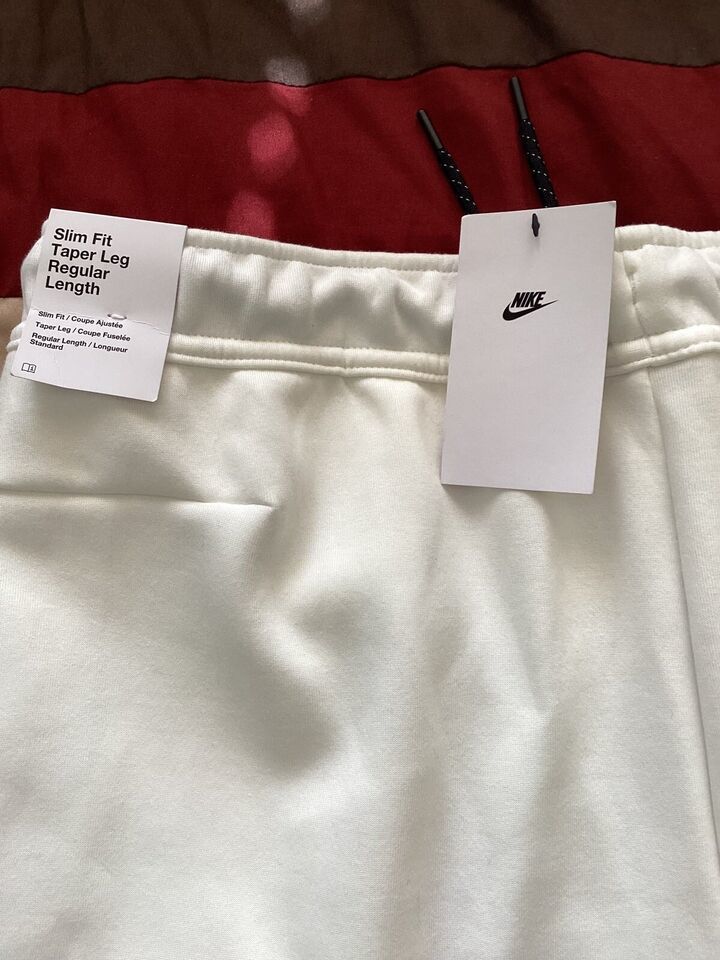 Slim Fit
Taper Leg
Regular
Length
Slim Fit / Coupe Ajustée
Taper Leg / Coupe Fuselée
Regular Length / Longueur
Standard
NIKE